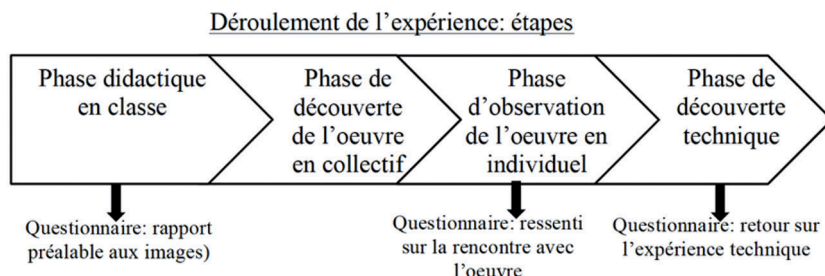 Déroulement de l'expérience: étapes
Phase didactique
en classe
Phase de
découverte
de l'oeuvre
en collectif
Phase
d'observation
de l'oeuvre en
individuel
Phase de
découverte
technique
Questionnaire: rapport
préalable aux images)
Questionnaire: ressenti
sur la rencontre avec
l'oeuvre
Questionnaire: retour sur
l'expérience technique